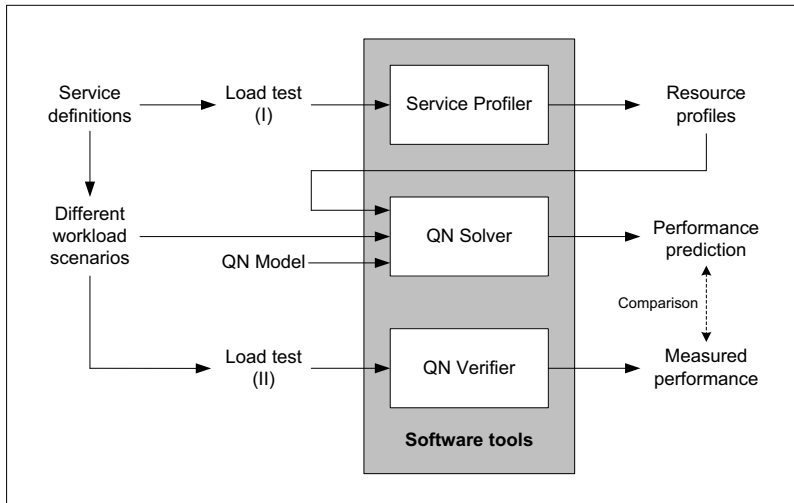 Service
definitions
Load test
(I)
Service Profiler
Resource
profiles
Different
workload
scenarios
QN Model
QN Solver
Performance
prediction
Comparison
Load test
(II)
QN Verifier
Measured
performance
Software tools